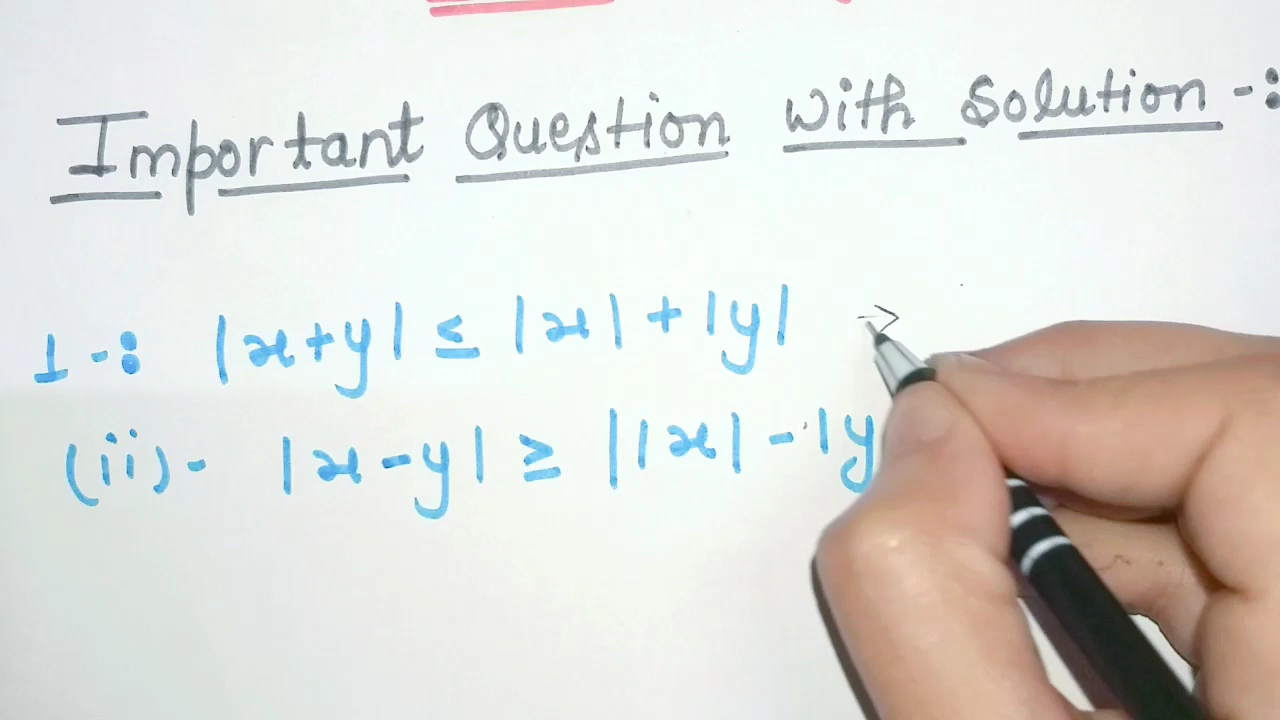 Important Question with Solution -:
1 -: |x+y| ≤ |x| + |y| →
(ii)- |x-y| ≥ ||x| - |y